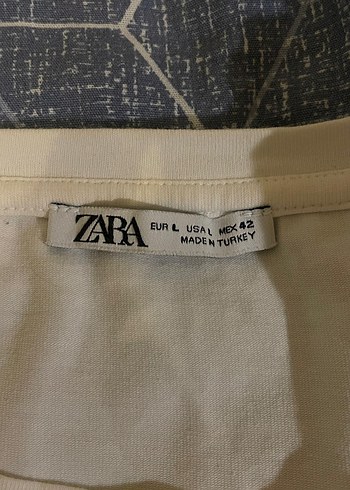 ZARA
EUR L USA L MEX 42
MADE IN TURKEY